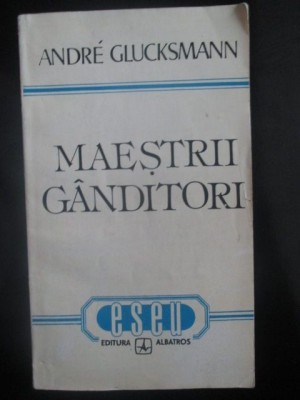 ANDRÉ GLUCKSMANN
MAEȘTRII
GÂNDITORI
eseu
EDITURA ALBATROS